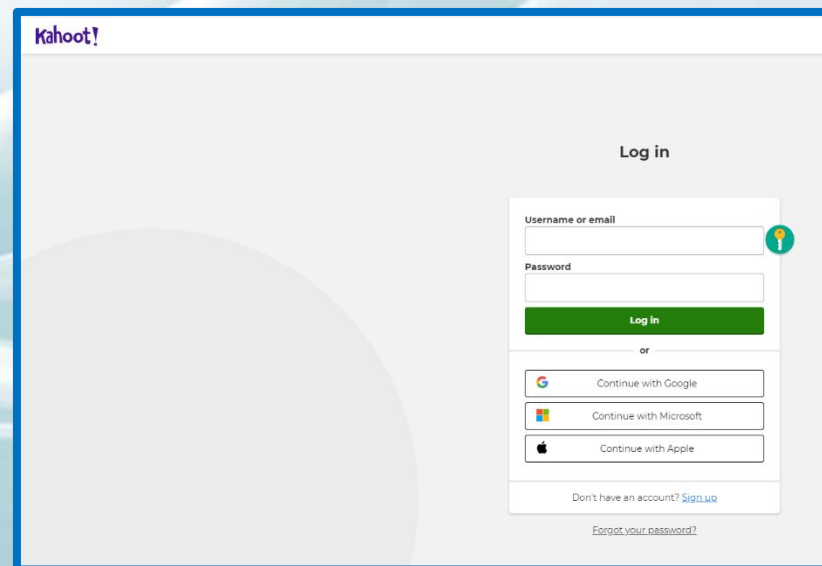 Kahoot!
Log in
Username or email
Password
Log in
or
Continue with Google
Continue with Microsoft
Continue with Apple
Don't have an account? Sign up
Forgot your password?